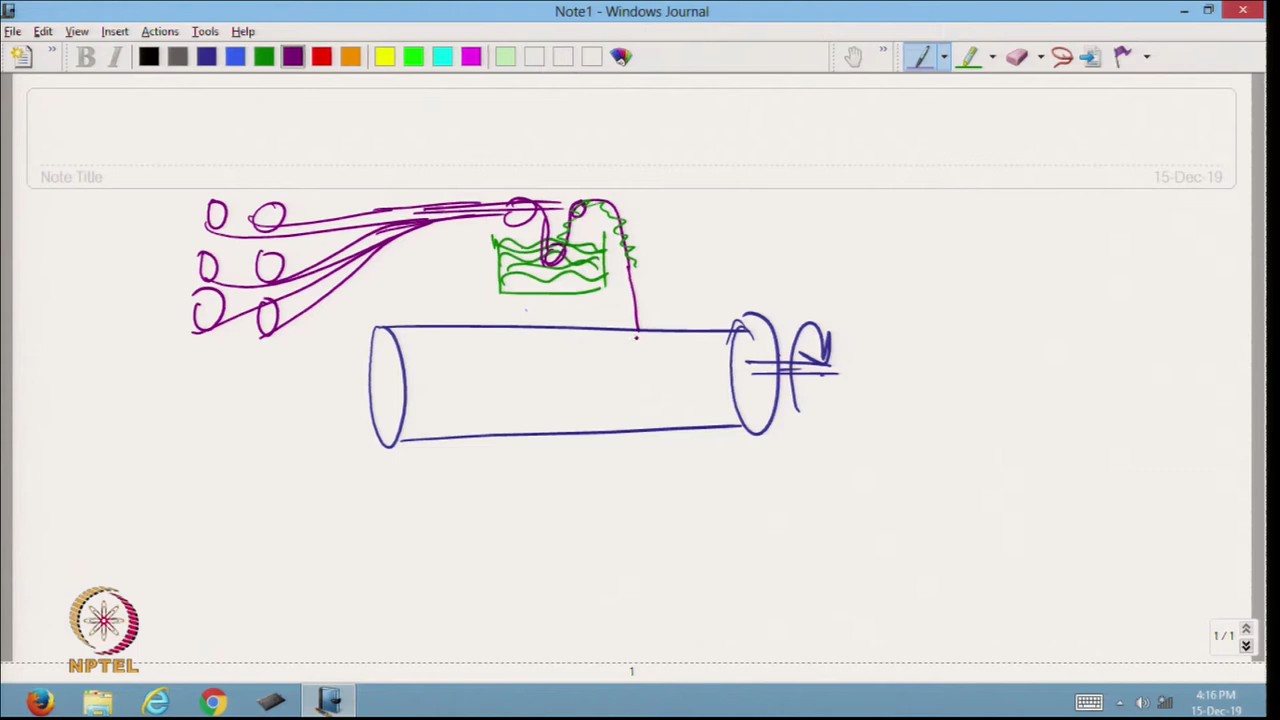 Note1 - Windows Journal
File Edit View Insert Actions Tools Help
B I
Note Title
15-Dec-19
1 / 1
NPTEL
1
4:16 PM
15-Dec-19